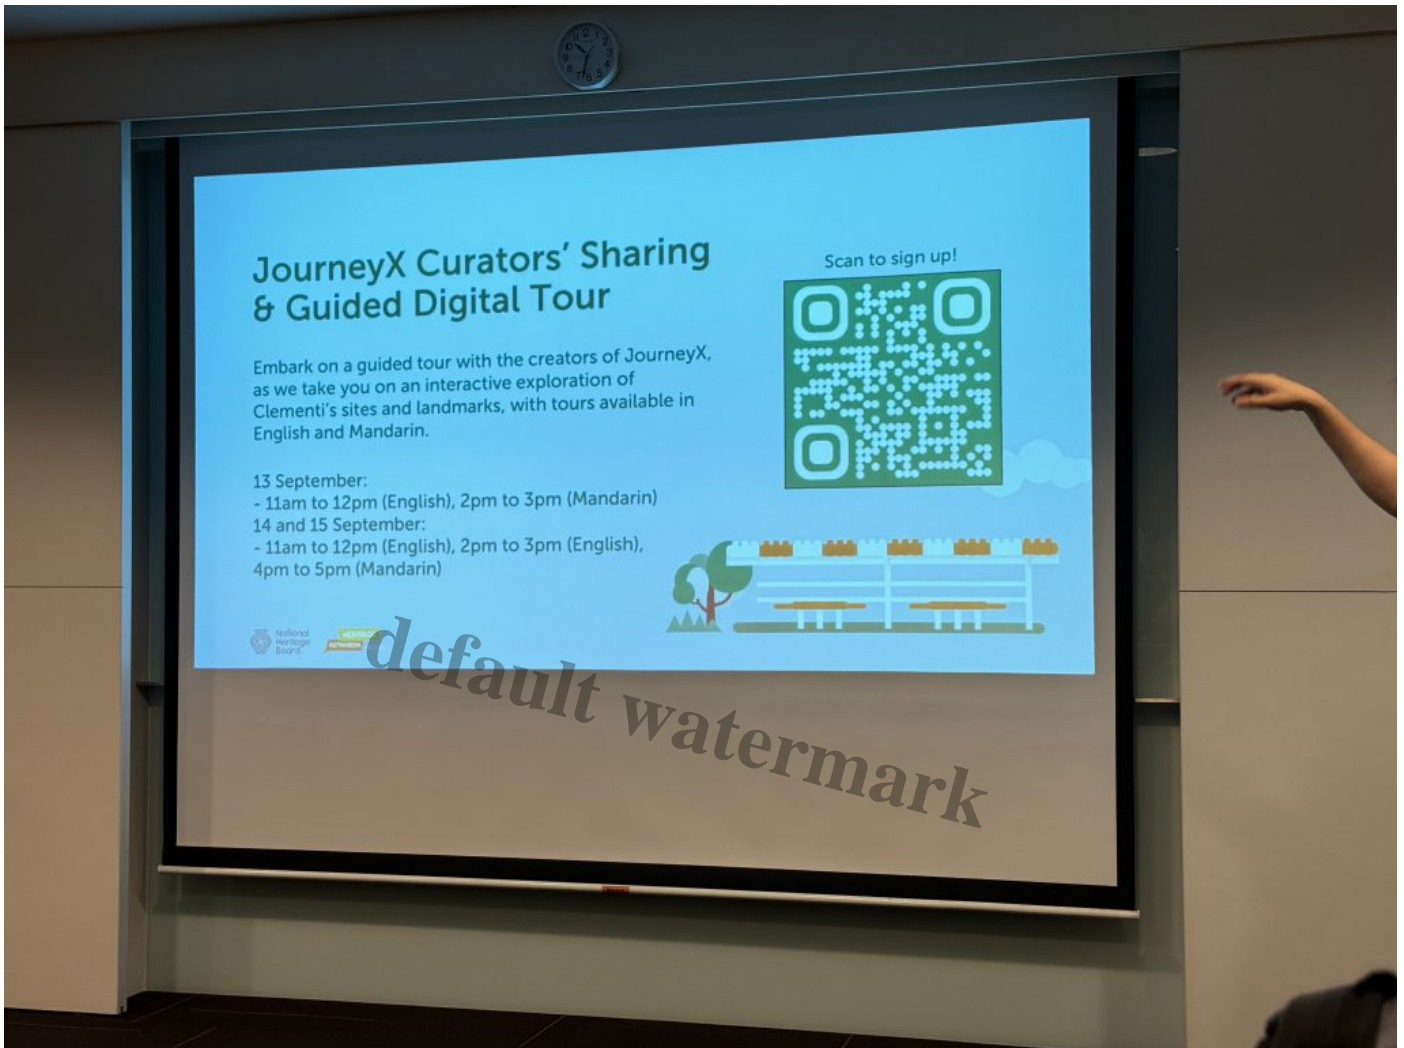 JourneyX Curators' Sharing
& Guided Digital Tour
Embark on a guided tour with the creators of JourneyX,
as we take you on an interactive exploration of
Clementi's sites and landmarks, with tours available in
English and Mandarin.
13 September:
- 11am to 12pm (English), 2pm to 3pm (Mandarin)
14 and 15 September:
- 11am to 12pm (English), 2pm to 3pm (English),
4pm to 5pm (Mandarin)
Scan to sign up!
National
Heritage
Board
HERITAGE
default watermark